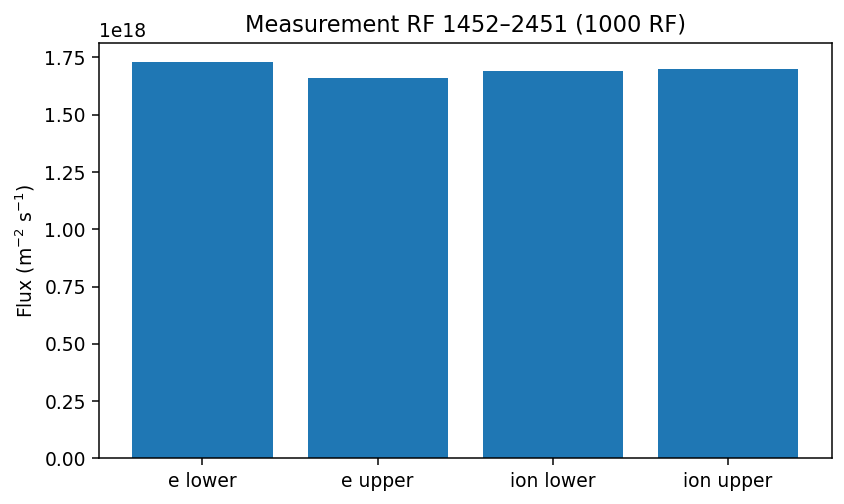 Measurement RF 1452–2451 (1000 RF)
1e18
1.75
1.50
1.25
1.00
0.75
0.50
0.25
0.00
Flux (m⁻² s⁻¹)
e lower
e upper
ion lower
ion upper